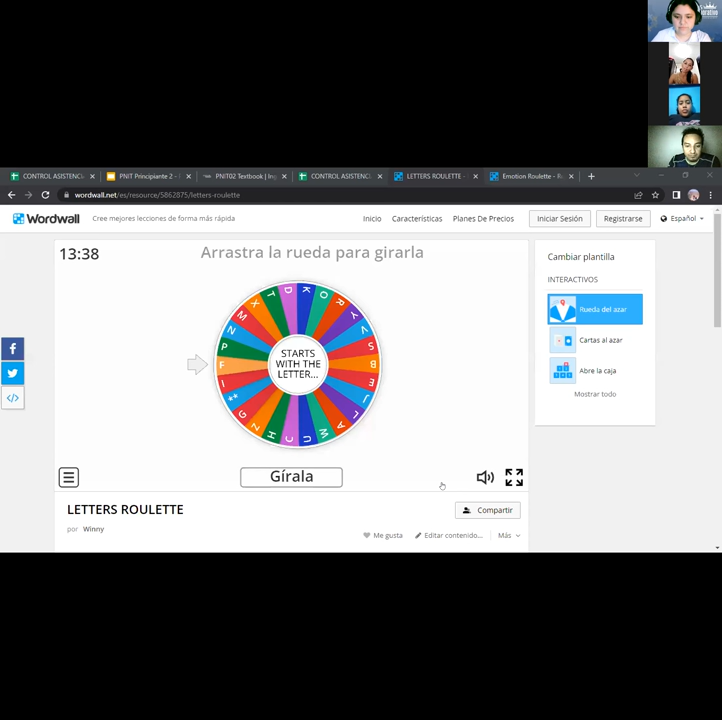 CONTROL ASISTENCI
PNIT Principiante 2 -
PNIT02 Textbook | In
CONTROL ASISTENC
LETTERS ROULETTE -
Emotion Roulette - R
wordwall.net/es/resource/5862875/letters-roulette
Wordwall
Cree mejores lecciones de forma más rápida
Inicio
Características
Planes De Precios
Iniciar Sesión
Registrarse
Español
13:38
Arrastra la rueda para girarla
K O R Y V S B E J L A W U C H Z G ** I F P N M X T D
STARTS
WITH THE
LETTER...
Gírala
Cambiar plantilla
INTERACTIVOS
Rueda del azar
Cartas al azar
Abre la caja
Mostrar todo
LETTERS ROULETTE
Compartir
por Winny
Me gusta
Editar contenido...
Más